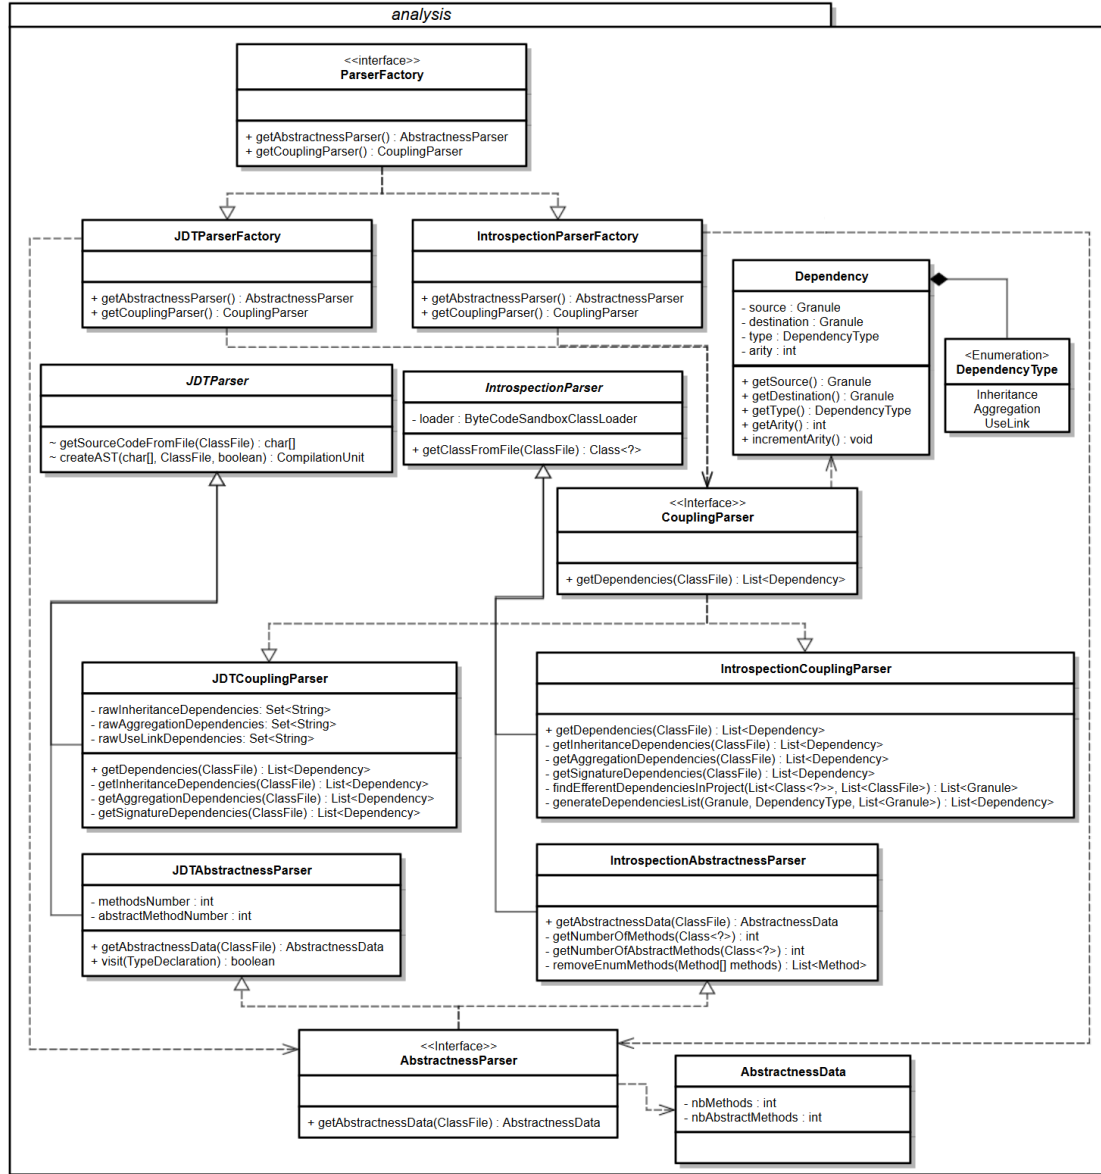 analysis
<<interface>>
ParserFactory
+ getAbstractnessParser() : AbstractnessParser
+ getCouplingParser() : CouplingParser
JDTParserFactory
+ getAbstractnessParser() : AbstractnessParser
+ getCouplingParser() : CouplingParser
IntrospectionParserFactory
+ getAbstractnessParser() : AbstractnessParser
+ getCouplingParser() : CouplingParser
Dependency
- source : Granule
- destination : Granule
- type : DependencyType
- arity : int
+ getSource() : Granule
+ getDestination() : Granule
+ getType() : DependencyType
+ getArity() : int
+ incrementArity() : void
<Enumeration>
DependencyType
Inheritance
Aggregation
UseLink
JDTParser
~ getSourceCodeFromFile(ClassFile) : char[]
~ createAST(char[], ClassFile, boolean) : CompilationUnit
IntrospectionParser
- loader : ByteCodeSandboxClassLoader
+ getClassFromFile(ClassFile) : Class<?>
<<Interface>>
CouplingParser
+ getDependencies(ClassFile) : List<Dependency>
JDTCouplingParser
- rawInheritanceDependencies: Set<String>
- rawAggregationDependencies: Set<String>
- rawUseLinkDependencies: Set<String>
+ getDependencies(ClassFile) : List<Dependency>
- getInheritanceDependencies(ClassFile) : List<Dependency>
- getAggregationDependencies(ClassFile) : List<Dependency>
- getSignatureDependencies(ClassFile) : List<Dependency>
IntrospectionCouplingParser
+ getDependencies(ClassFile) : List<Dependency>
- getInheritanceDependencies(ClassFile) : List<Dependency>
- getAggregationDependencies(ClassFile) : List<Dependency>
- getSignatureDependencies(ClassFile) : List<Dependency>
- findEfferentDependenciesInProject(List<Class<?>>, List<ClassFile>) : List<Granule>
- generateDependenciesList(Granule, DependencyType, List<Granule>) : List<Dependency>
JDTAbstractnessParser
- methodsNumber : int
- abstractMethodNumber : int
+ getAbstractnessData(ClassFile) : AbstractnessData
+ visit(TypeDeclaration) : boolean
IntrospectionAbstractnessParser
+ getAbstractnessData(ClassFile) : AbstractnessData
- getNumberOfMethods(Class<?>) : int
- getNumberOfAbstractMethods(Class<?>) : int
- removeEnumMethods(Method[] methods) : List<Method>
<<Interface>>
AbstractnessParser
+ getAbstractnessData(ClassFile) : AbstractnessData
AbstractnessData
- nbMethods : int
- nbAbstractMethods : int